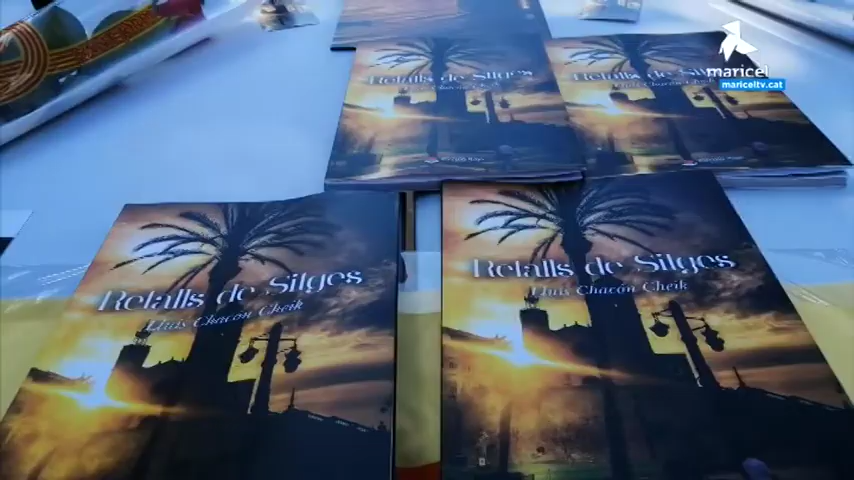 maricel
mariceltv.cat
Retalls de Sitges
Retalls de Sitges
Retalls de Sitges
Lluís Chacón Cheik
Retalls de Sitges
Lluís Chacón Cheik